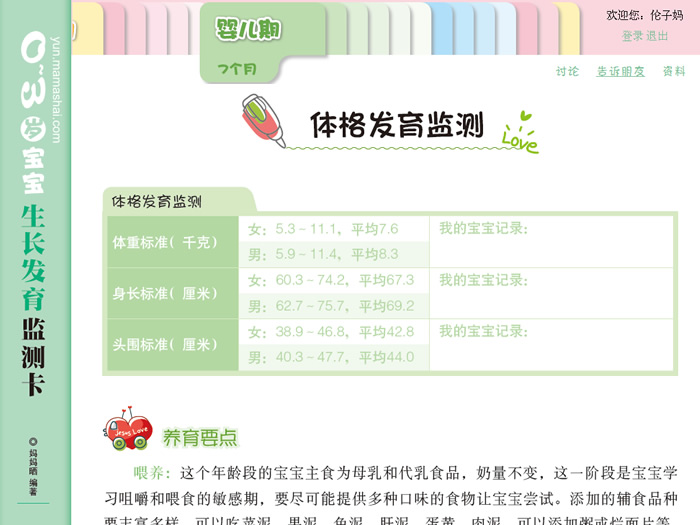 yun.mamashai.com
0~3岁宝宝
生长发育监测卡
◎妈妈晒 编著
期
婴儿期
7个月
欢迎您：伦子妈
登录 退出
讨论 告诉朋友 资料
体格发育监测
Love
体格发育监测
体重标准( 千克)
女：5.3－11.1，平均7.6
我的宝宝记录：
男：5.9－11.4，平均8.3
身长标准( 厘米)
女：60.3－74.2，平均67.3
我的宝宝记录：
男：62.7－75.7，平均69.2
头围标准( 厘米)
女：38.9－46.8，平均42.8
我的宝宝记录：
男：40.3－47.7，平均44.0
Jesus Love
养育要点
喂养：这个年龄段的宝宝主食为母乳和代乳食品，奶量不变，这一阶段是宝宝学
习咀嚼和喂食的敏感期，要尽可能提供多种口味的食物让宝宝尝试。添加的辅食品种
要丰富多样，可以吃菜泥、果泥、鱼泥、肝泥、蛋黄、肉泥，可以添加粥或烂面片等，